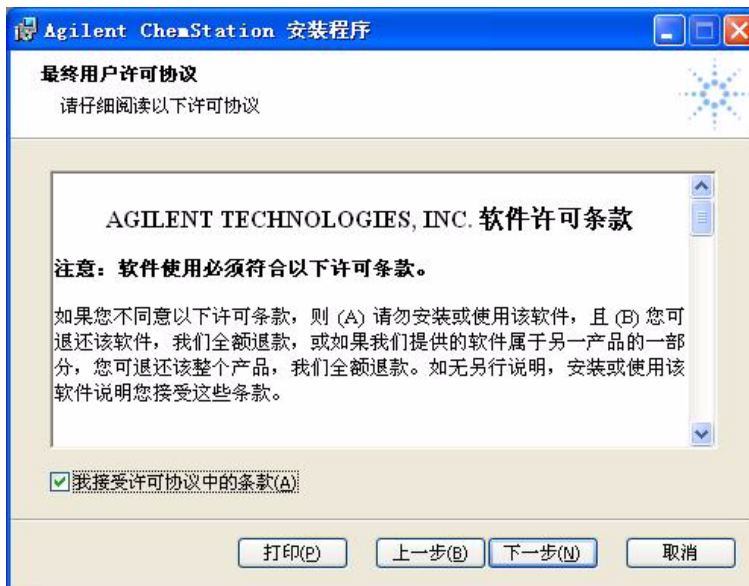 Agilent ChemStation 安装程序
最终用户许可协议
请仔细阅读以下许可协议
AGILENT TECHNOLOGIES, INC. 软件许可条款
注意：软件使用必须符合以下许可条款。
如果您不同意以下许可条款，则 (A) 请勿安装或使用该软件，且 (B) 您可
退还该软件，我们全额退款，或如果我们提供的软件属于另一产品的一部
分，您可退还该整个产品，我们全额退款。如无另行说明，安装或使用该
软件说明您接受这些条款。
我接受许可协议中的条款(A)
打印(P) 上一步(B) 下一步(N) 取消